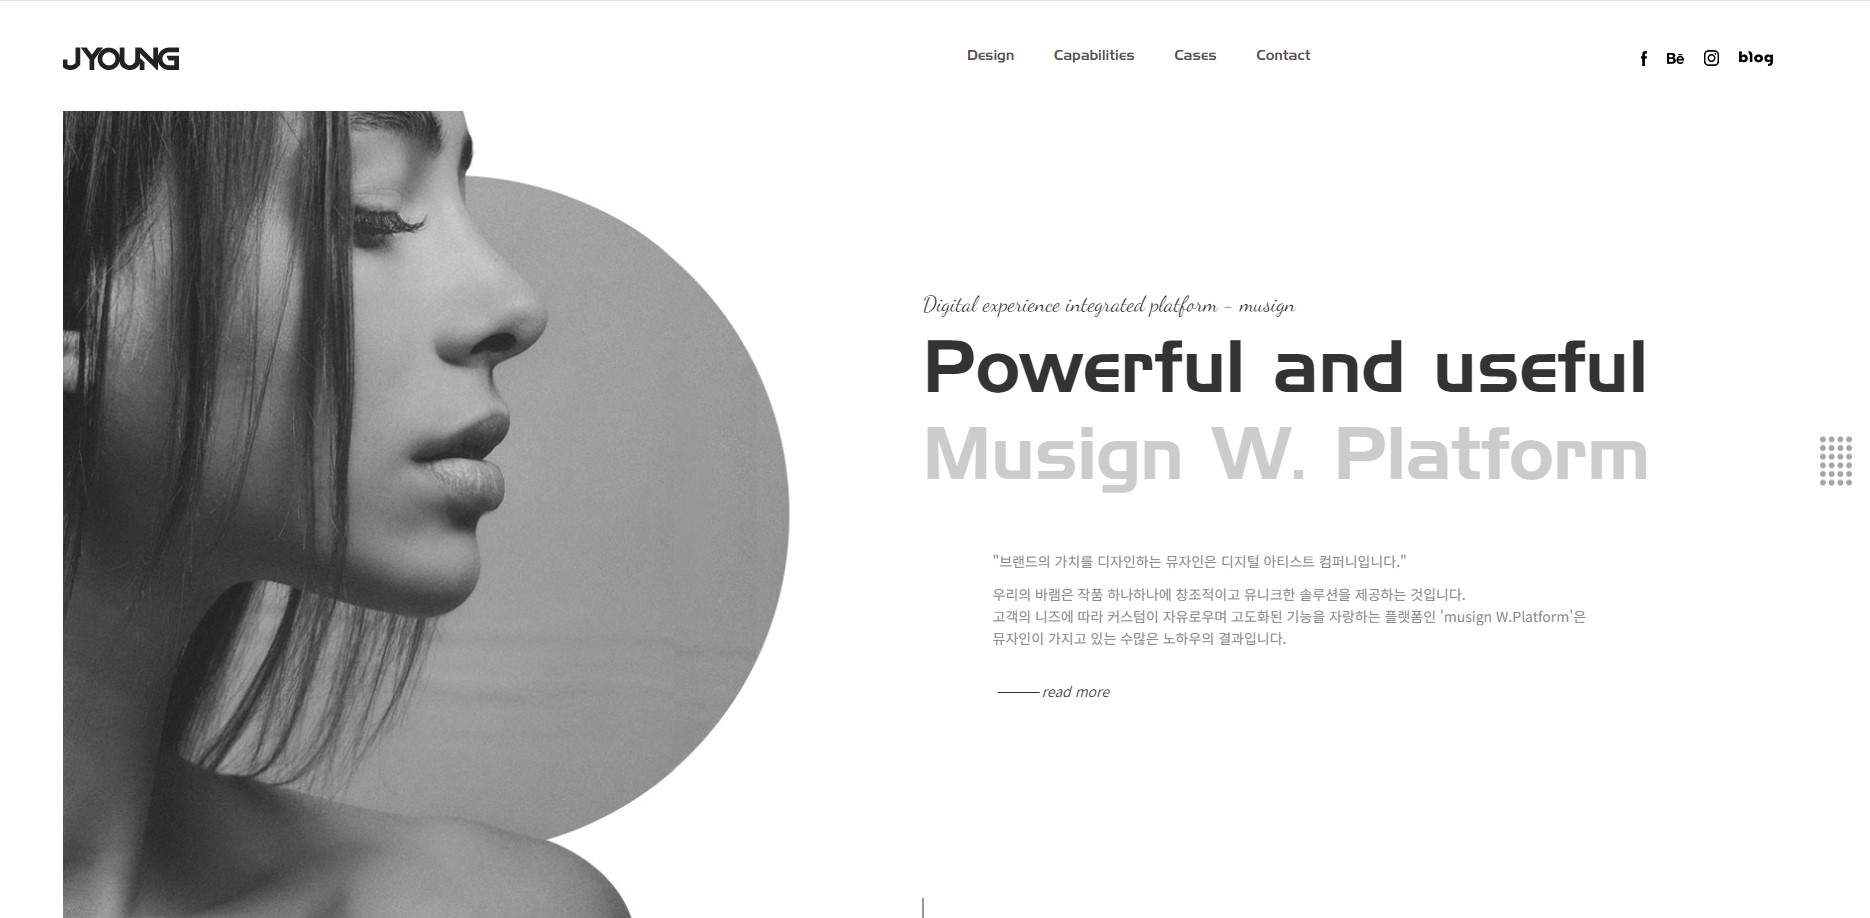 JYOUNG
Design Capabilities Cases Contact
f Bē blog
Digital experience integrated platform - musign
Powerful and useful
Musign W. Platform
"브랜드의 가치를 디자인하는 뮤자인은 디지털 아티스트 컴퍼니입니다."
우리의 바램은 작품 하나하나에 창조적이고 유니크한 솔루션을 제공하는 것입니다.
고객의 니즈에 따라 커스텀이 자유로우며 고도화된 기능을 자랑하는 플랫폼인 'musign W.Platform'은
뮤자인이 가지고 있는 수많은 노하우의 결과입니다.
read more